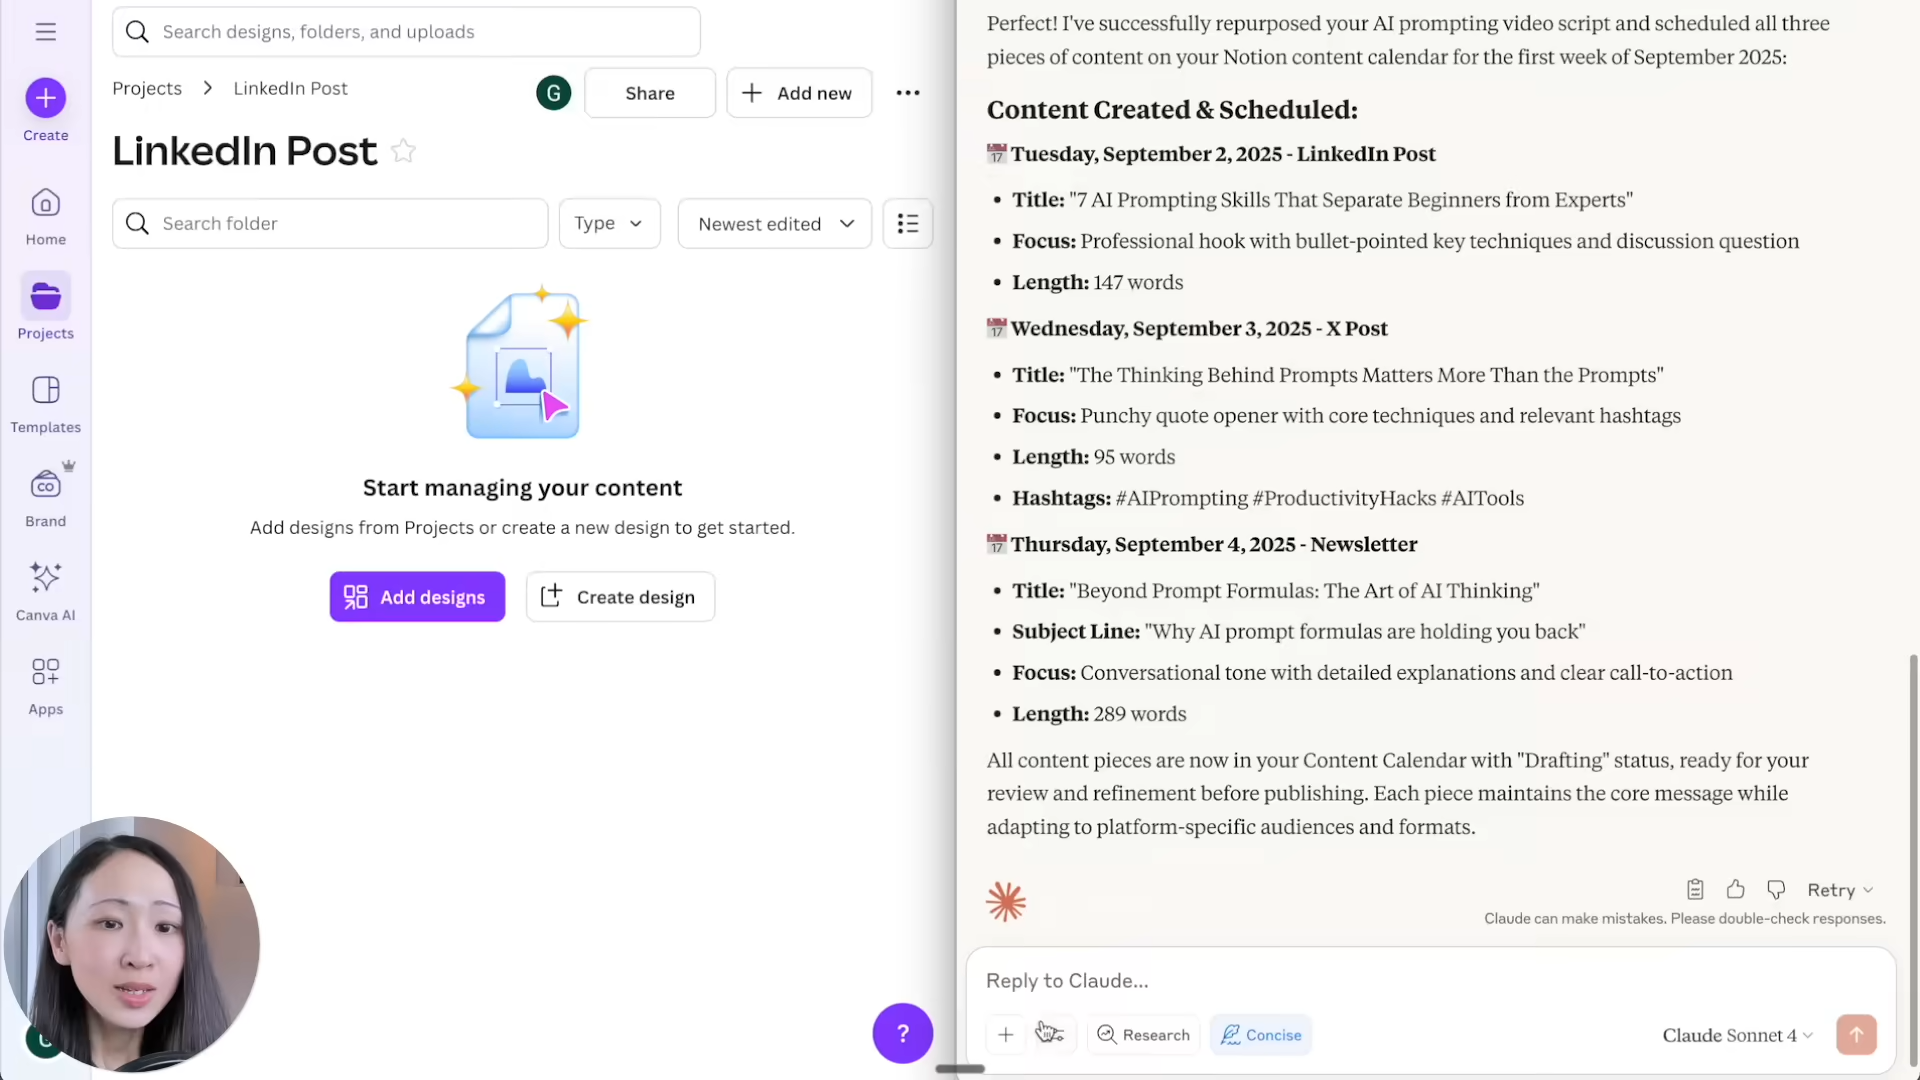 Search designs, folders, and uploads
Projects > LinkedIn Post
G
Share
Add new
Create
LinkedIn Post
Search folder
Type
Newest edited
Home
Projects
Templates
CO
Brand
Canva AI
Apps
Start managing your content
Add designs from Projects or create a new design to get started.
Add designs
Create design
?
Perfect! I've successfully repurposed your AI prompting video script and scheduled all three
pieces of content on your Notion content calendar for the first week of September 2025:
Content Created & Scheduled:
17 Tuesday, September 2, 2025 - LinkedIn Post
• Title: "7 AI Prompting Skills That Separate Beginners from Experts"
• Focus: Professional hook with bullet-pointed key techniques and discussion question
• Length: 147 words
17 Wednesday, September 3, 2025 - X Post
• Title: "The Thinking Behind Prompts Matters More Than the Prompts"
• Focus: Punchy quote opener with core techniques and relevant hashtags
• Length: 95 words
• Hashtags: #AIPrompting #ProductivityHacks #AITools
17 Thursday, September 4, 2025 - Newsletter
• Title: "Beyond Prompt Formulas: The Art of AI Thinking"
• Subject Line: "Why AI prompt formulas are holding you back"
• Focus: Conversational tone with detailed explanations and clear call-to-action
• Length: 289 words
All content pieces are now in your Content Calendar with "Drafting" status, ready for your
review and refinement before publishing. Each piece maintains the core message while
adapting to platform-specific audiences and formats.
Retry
Claude can make mistakes. Please double-check responses.
Reply to Claude...
Research
Concise
Claude Sonnet 4